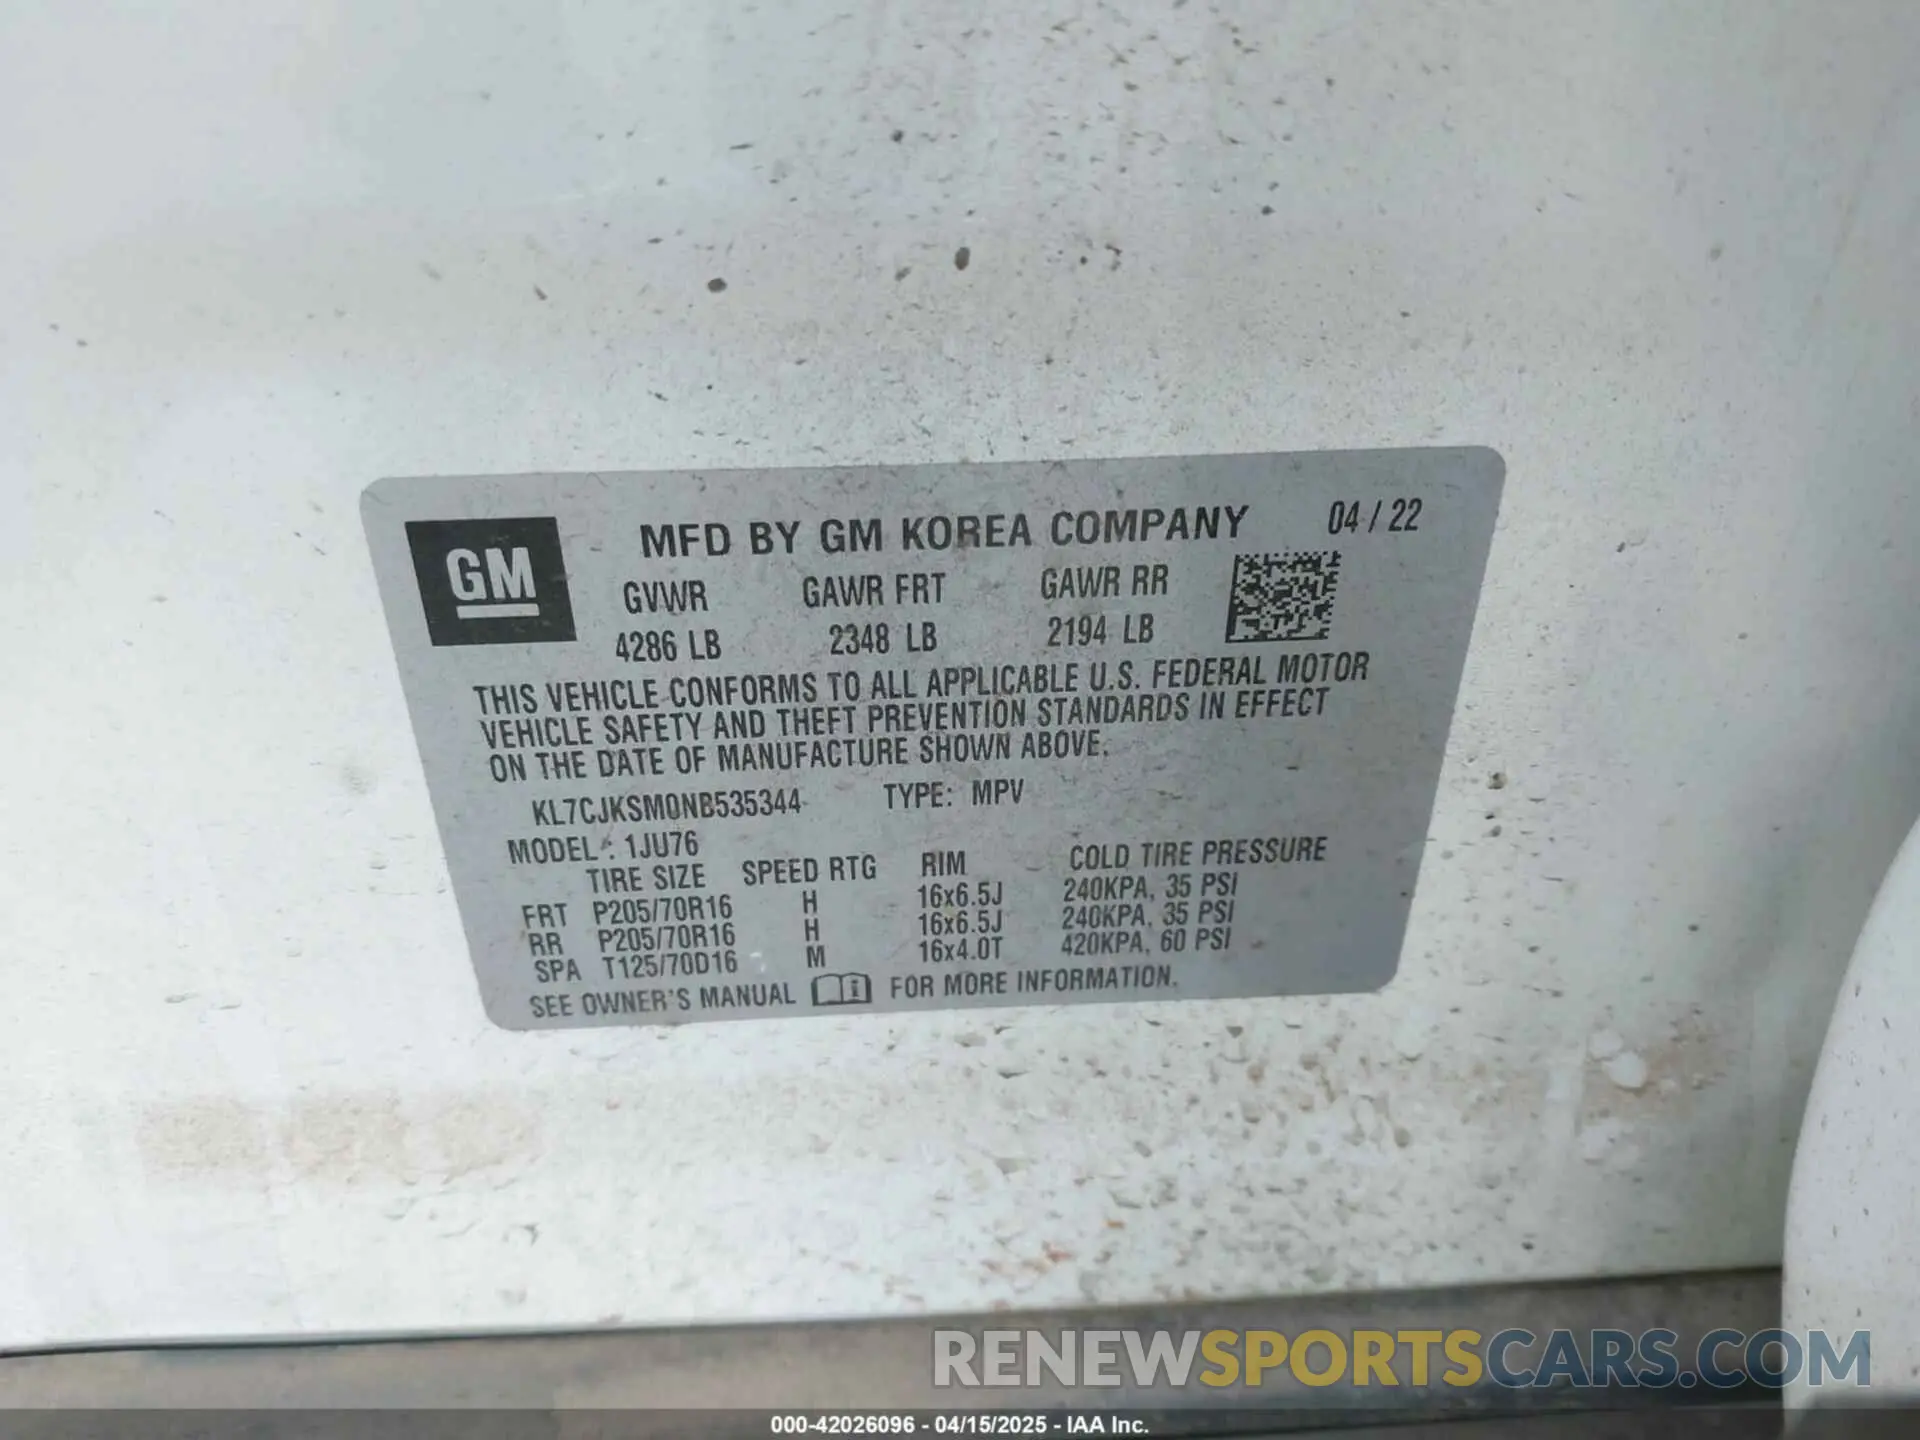 GM
MFD BY GM KOREA COMPANY 04 / 22
GVWR GAWR FRT GAWR RR
4286 LB 2348 LB 2194 LB
THIS VEHICLE CONFORMS TO ALL APPLICABLE U.S. FEDERAL MOTOR
VEHICLE SAFETY AND THEFT PREVENTION STANDARDS IN EFFECT
ON THE DATE OF MANUFACTURE SHOWN ABOVE.
KL7CJKSM0NB535344 TYPE: MPV
MODEL : 1JU76
TIRE SIZE SPEED RTG RIM COLD TIRE PRESSURE
FRT P205/70R16 H 16x6.5J 240KPA, 35 PSI
RR P205/70R16 H 16x6.5J 240KPA, 35 PSI
SPA T125/70D16 M 16x4.0T 420KPA, 60 PSI
SEE OWNER'S MANUAL i FOR MORE INFORMATION.
RENEWSPORTSCARS.COM
000-42026096 - 04/15/2025 - IAA Inc.